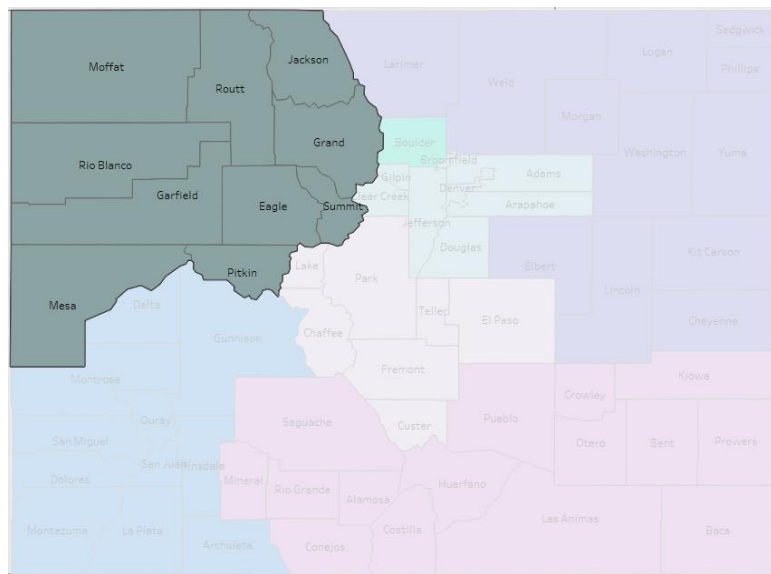 Sedgwick
Logan
Jackson
Larimer
Moffat
Phillips
Weld
Routt
Morgan
Grand
Boulder
Washington
Yuma
Broomfield
Rio Blanco
Gilpin
Adams
Denver
Garfield
lear Creek
Arapahoe
Eagle
Summit
Jefferson
Douglas
Kit Carson
Elbert
Lake
Pitkin
Park
Lincoln
Mesa
Delta
Teller
El Paso
Cheyenne
Chaffee
Gunnison
Fremont
Kiowa
Montrose
Crowley
Ouray
Saguache
Custer
Pueblo
San Miguel
Otero
Bent
Prowers
San Juan
Hinsdale
Dolores
Mineral
Huerfano
Rio Grande
Alamosa
Las Animas
Montezuma
La Plata
Costilla
Baca
Archuleta
Conejos